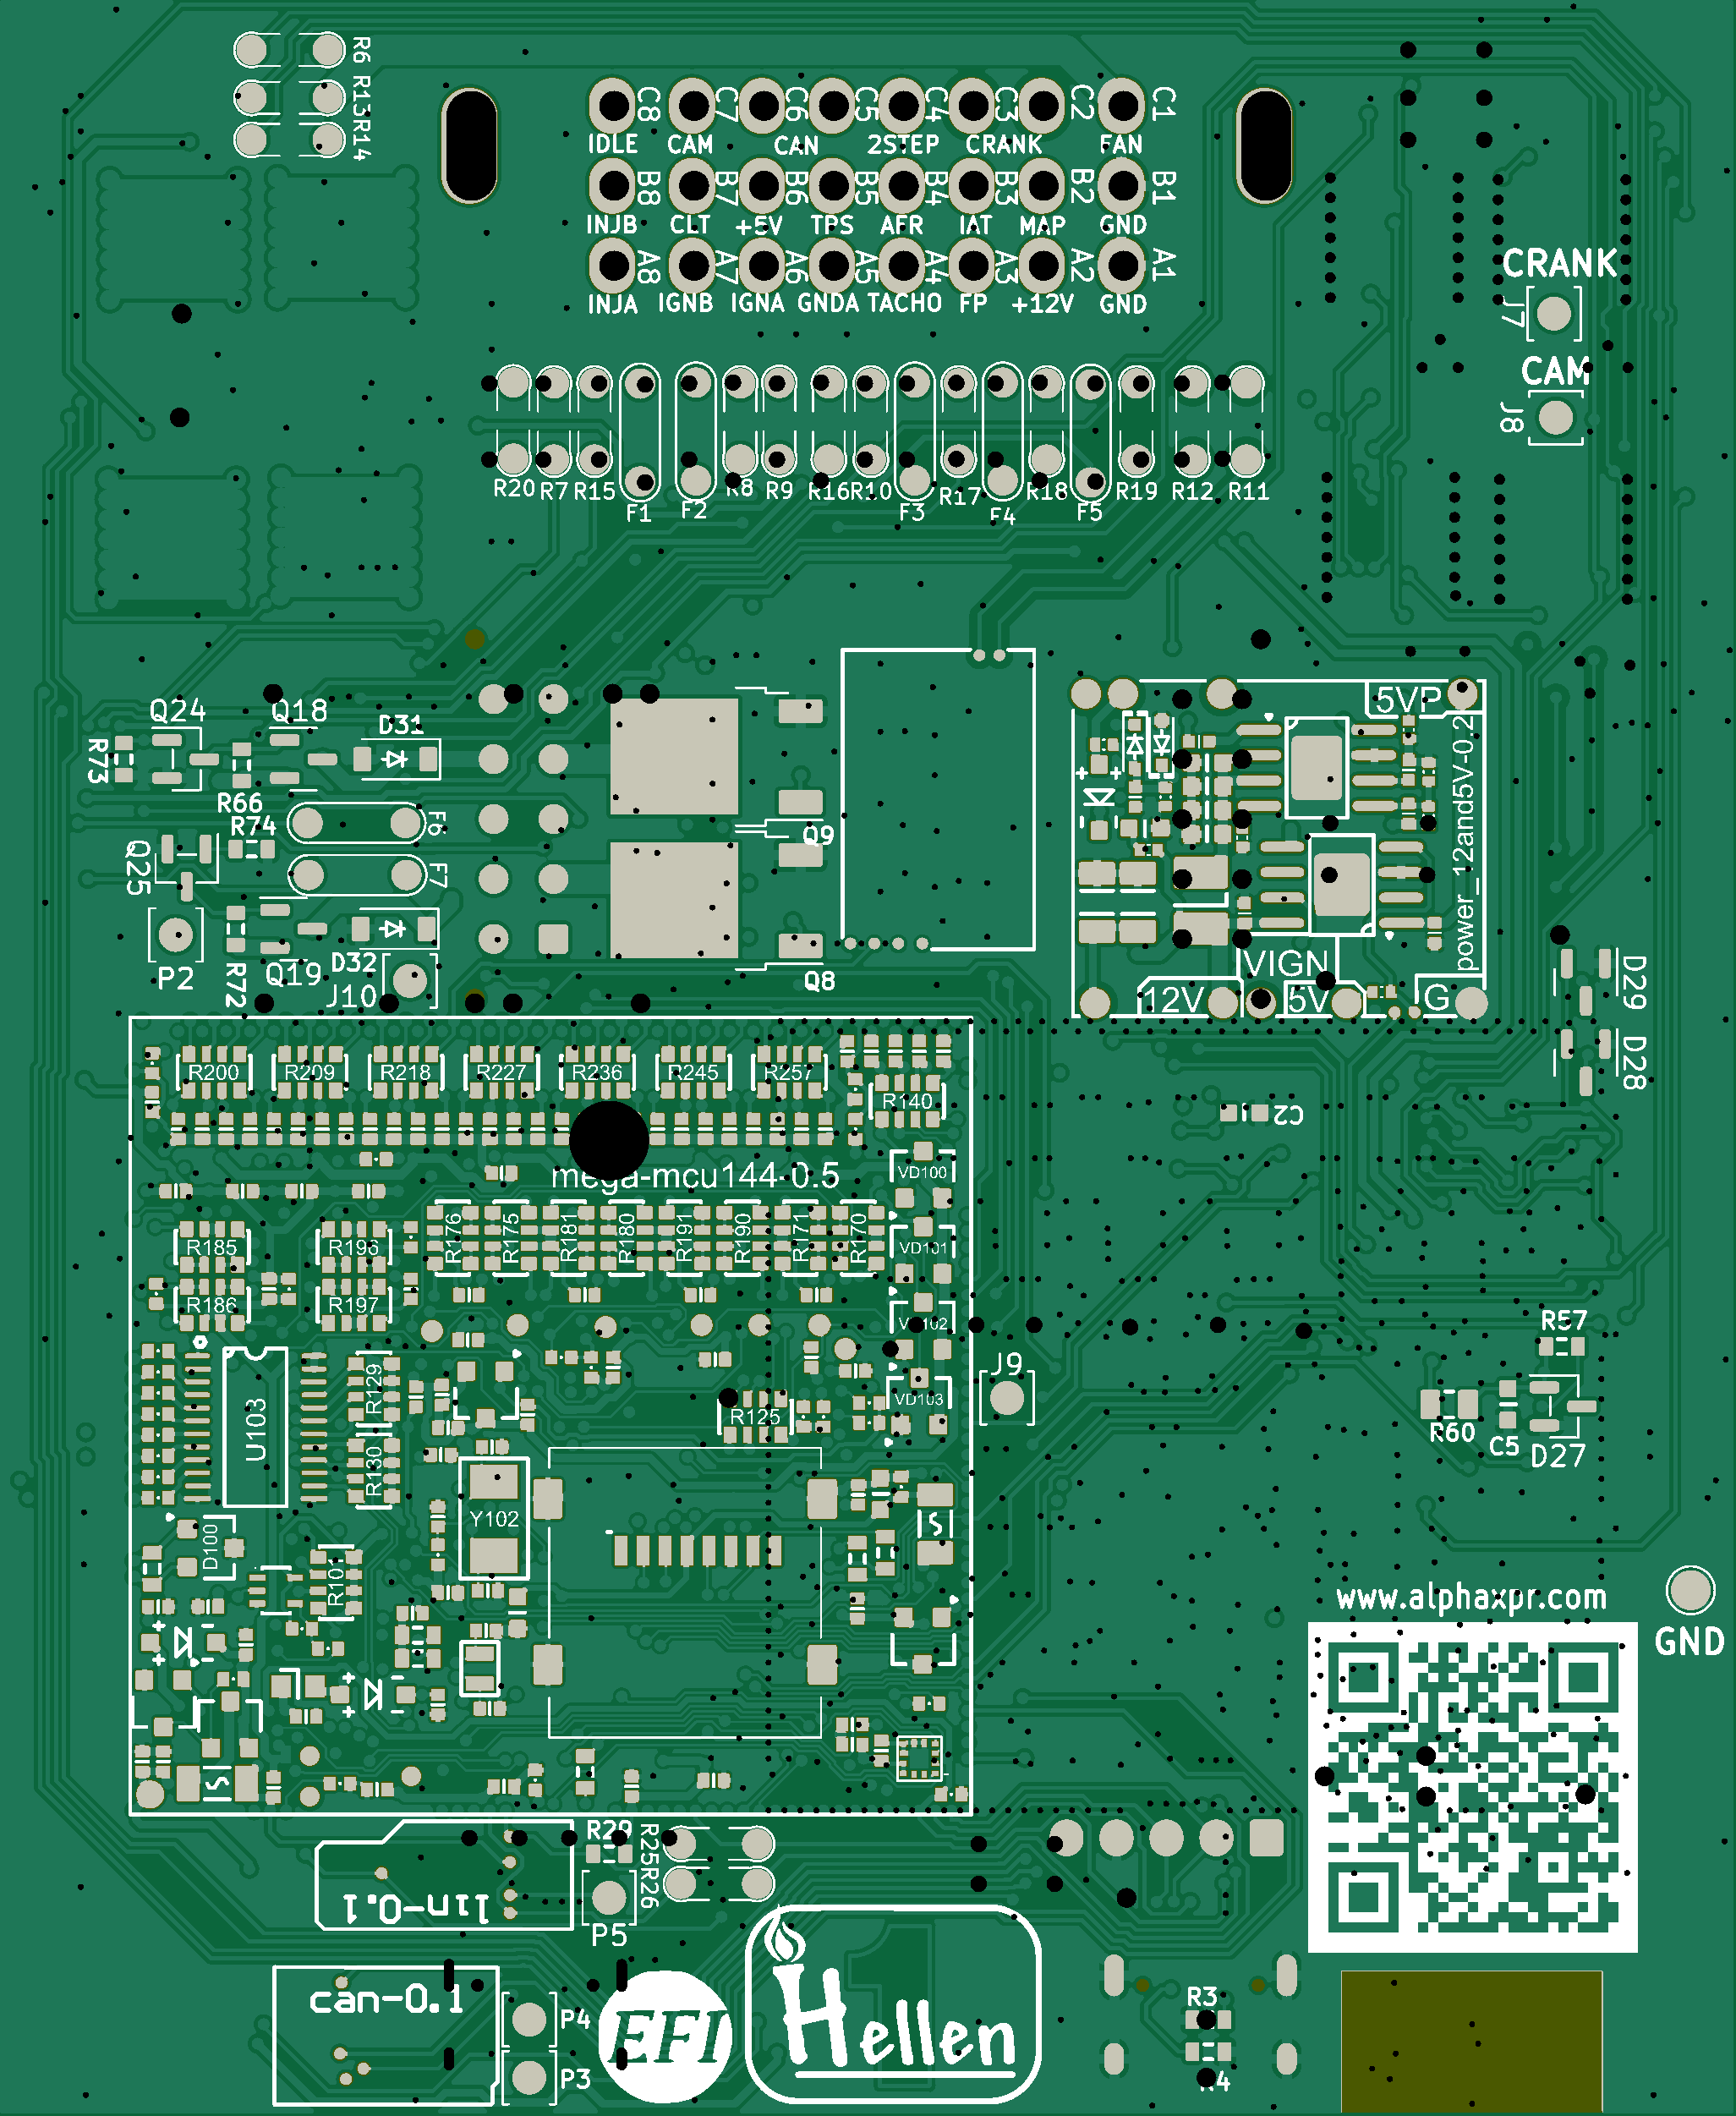 R6
R13R14
C8 C7 C6 C5 C4 C3 C2 C1
IDLE CAM CAN 2STEP CRANK FAN
B8 B7 B6 B5 B4 B3 B2 B1
INJB CLT +5V TPS AFR IAT MAP GND
A8 A7 A6 A5 A4 A3 A2 A1
INJA IGNB IGNA GNDA TACHO FP +12V GND
CRANK
J7
CAM
J8
R20 R7 R15 F1 F2 R8 R9 R16 R10 F3 R17 F4 R18 F5 R19 R12 R11
Q24 Q18 D31
R73
R66
R74
F6
Q25
F7
Q9
P2
R72
Q19
D32
J10
Q8
5VP
power_12and5V-0.2
VIGN
12V 5V G
D29
D28
C2
R200 R209 R218 R227 R236 R245 R257
R140
mega-mcu144-0.5
VD100
R176 R175 R181 R180 R191 R190 R171 R170
R185 R196
VD101
R186 R197
R129
U103
R130
R125
VD103
J9
R57
R60 C5 D27
Y102
D100
R101
www.alphaxpr.com
GND
lin-0.1
R29
R25R26
P5
can-0.1
P4
P3
EFI
1
Hellen
R3
R4